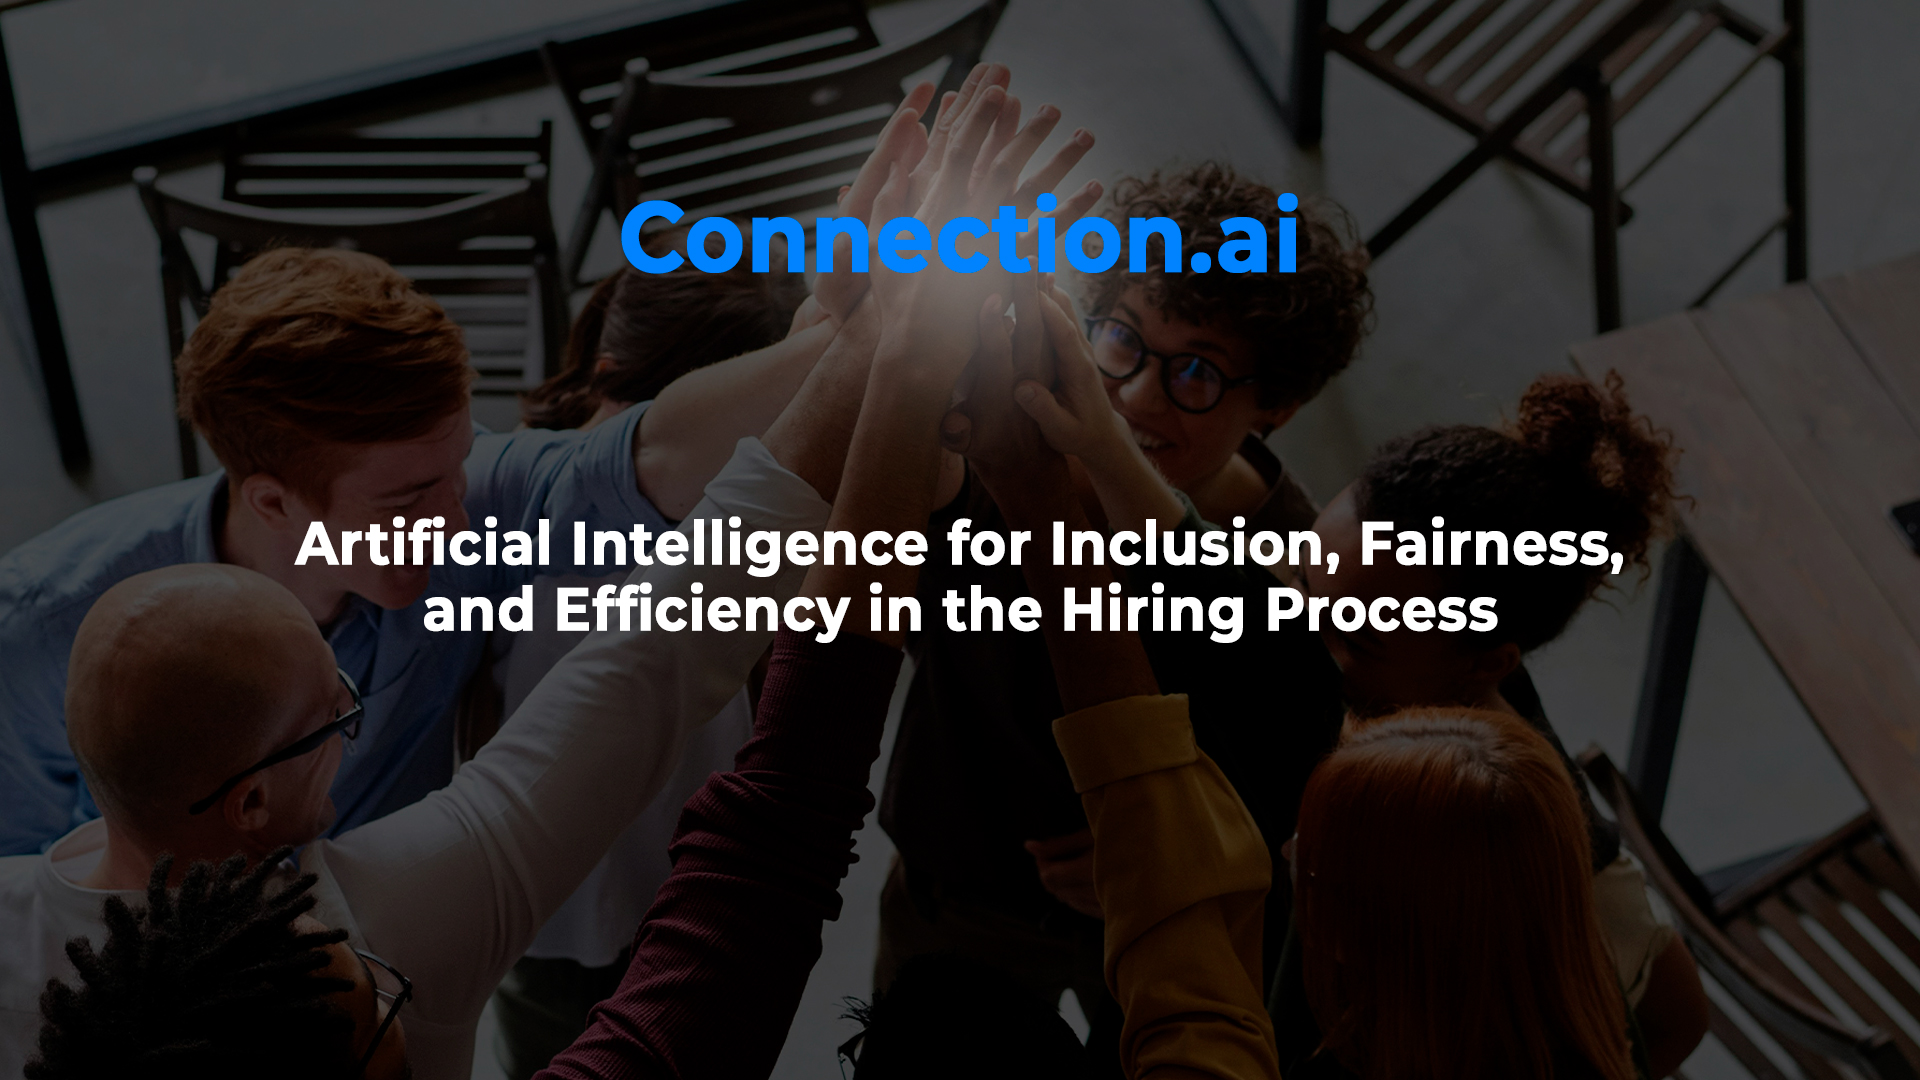 Connection.ai
Artificial Intelligence for Inclusion, Fairness,
and Efficiency in the Hiring Process